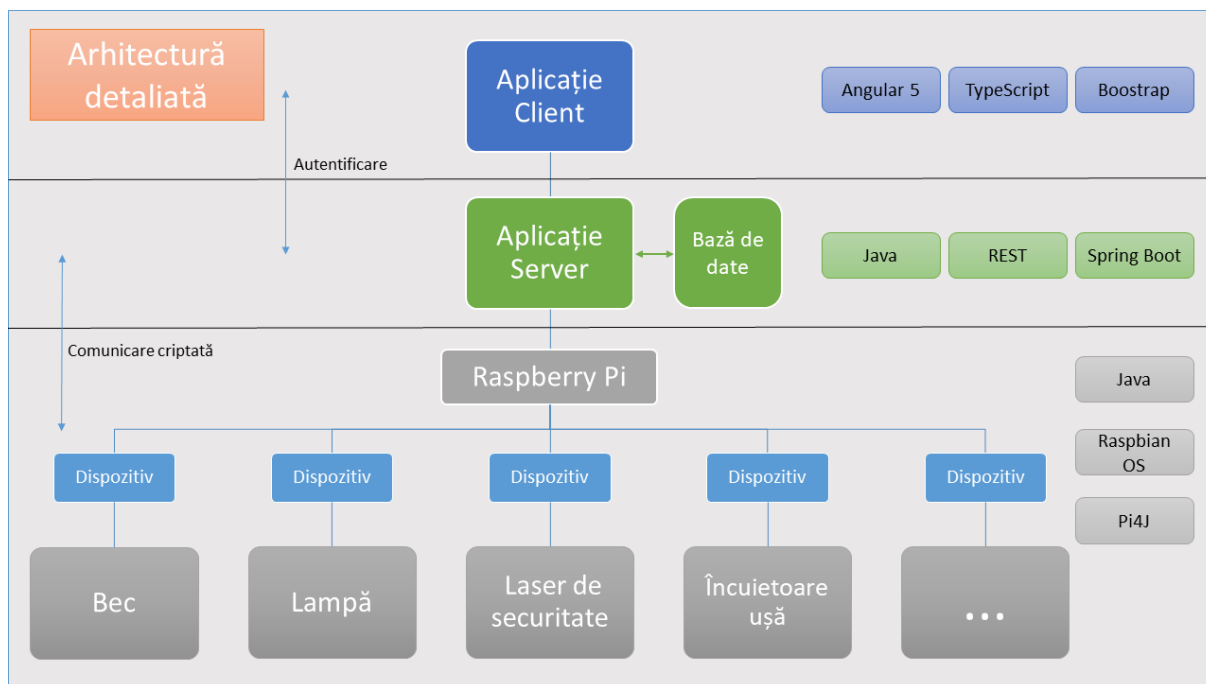 Arhitectură
detaliată
Aplicație
Client
Angular 5
TypeScript
Boostrap
Autentificare
Aplicație
Server
Bază de
date
Java
REST
Spring Boot
Comunicare criptată
Raspberry Pi
Java
Raspbian
OS
Pi4J
Dispozitiv
Dispozitiv
Dispozitiv
Dispozitiv
Dispozitiv
Bec
Lampă
Laser de
securitate
Încuietoare
ușă
...